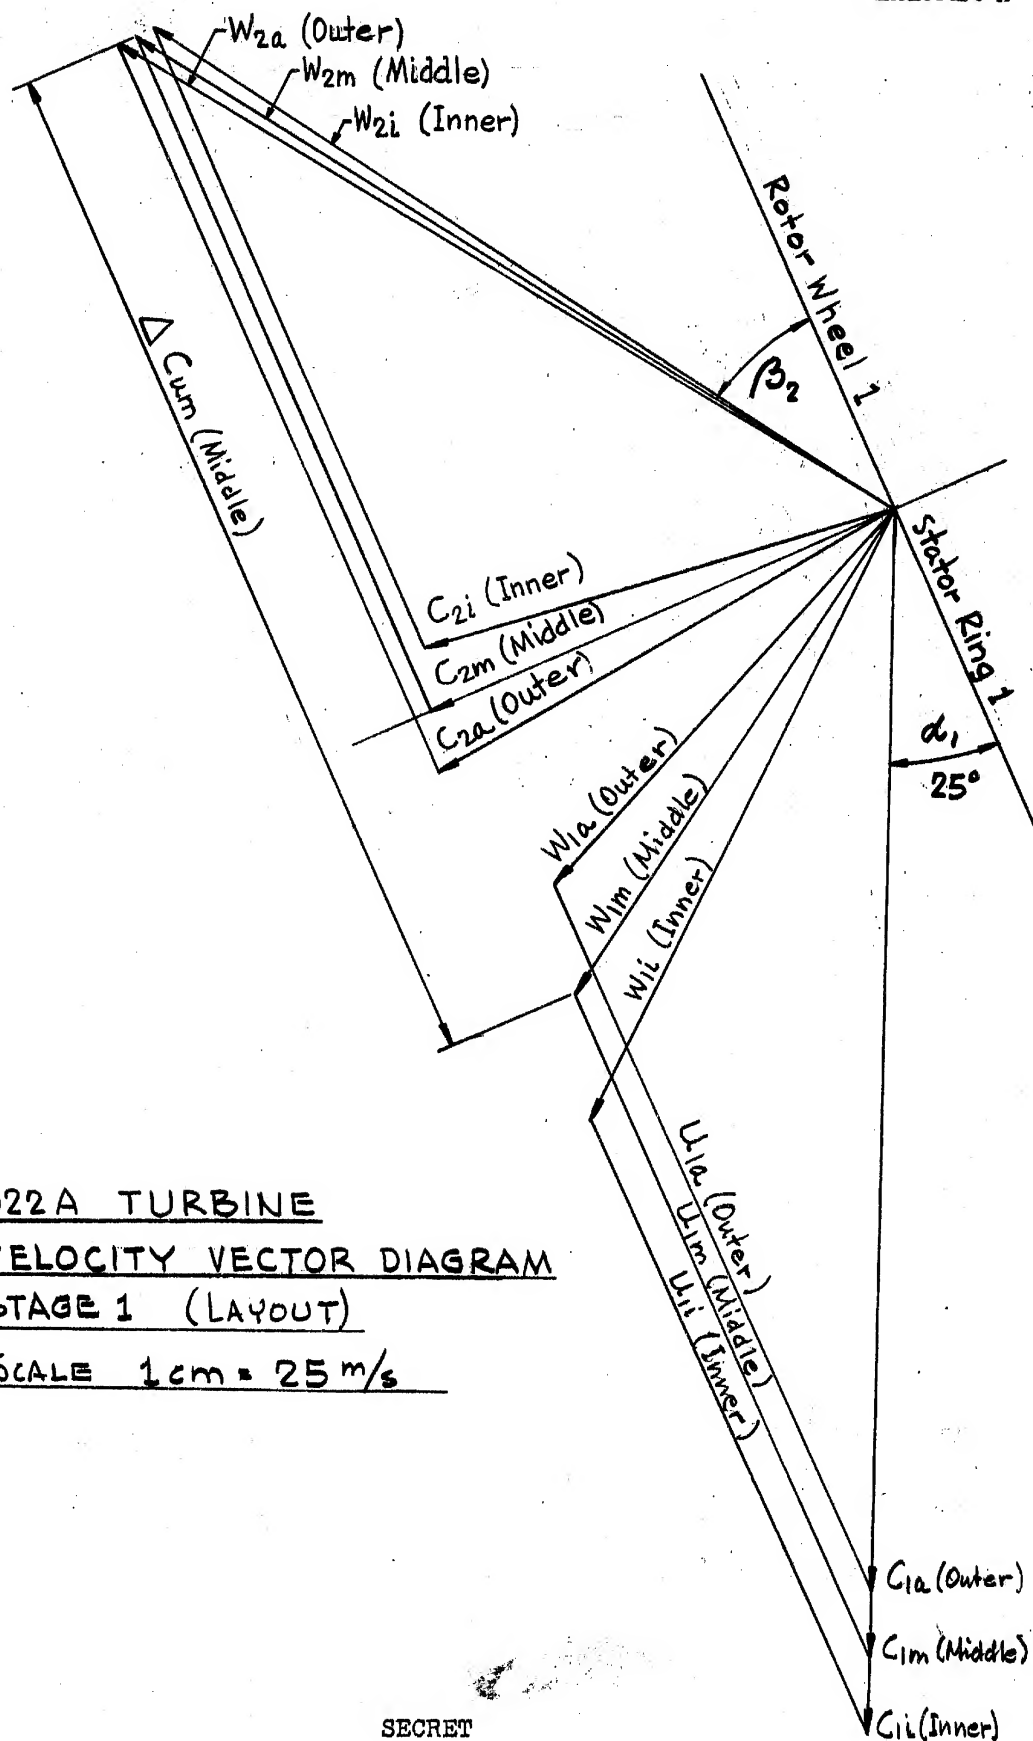 W2a (Outer)
W2m (Middle)
W2i (Inner)
Rotor Wheel 1
β2
Δ Cum (Middle)
Stator Ring 1
C2i (Inner)
C2m (Middle)
C2a (Outer)
α1
25°
W1a (Outer)
W1m (Middle)
W1i (Inner)
U1a (Outer)
U1m (Middle)
U1i (Inner)
22A TURBINE
VELOCITY VECTOR DIAGRAM
STAGE 1 (LAYOUT)
SCALE 1cm = 25 m/s
C1a (Outer)
C1m (Middle)
C1i (Inner)
SECRET